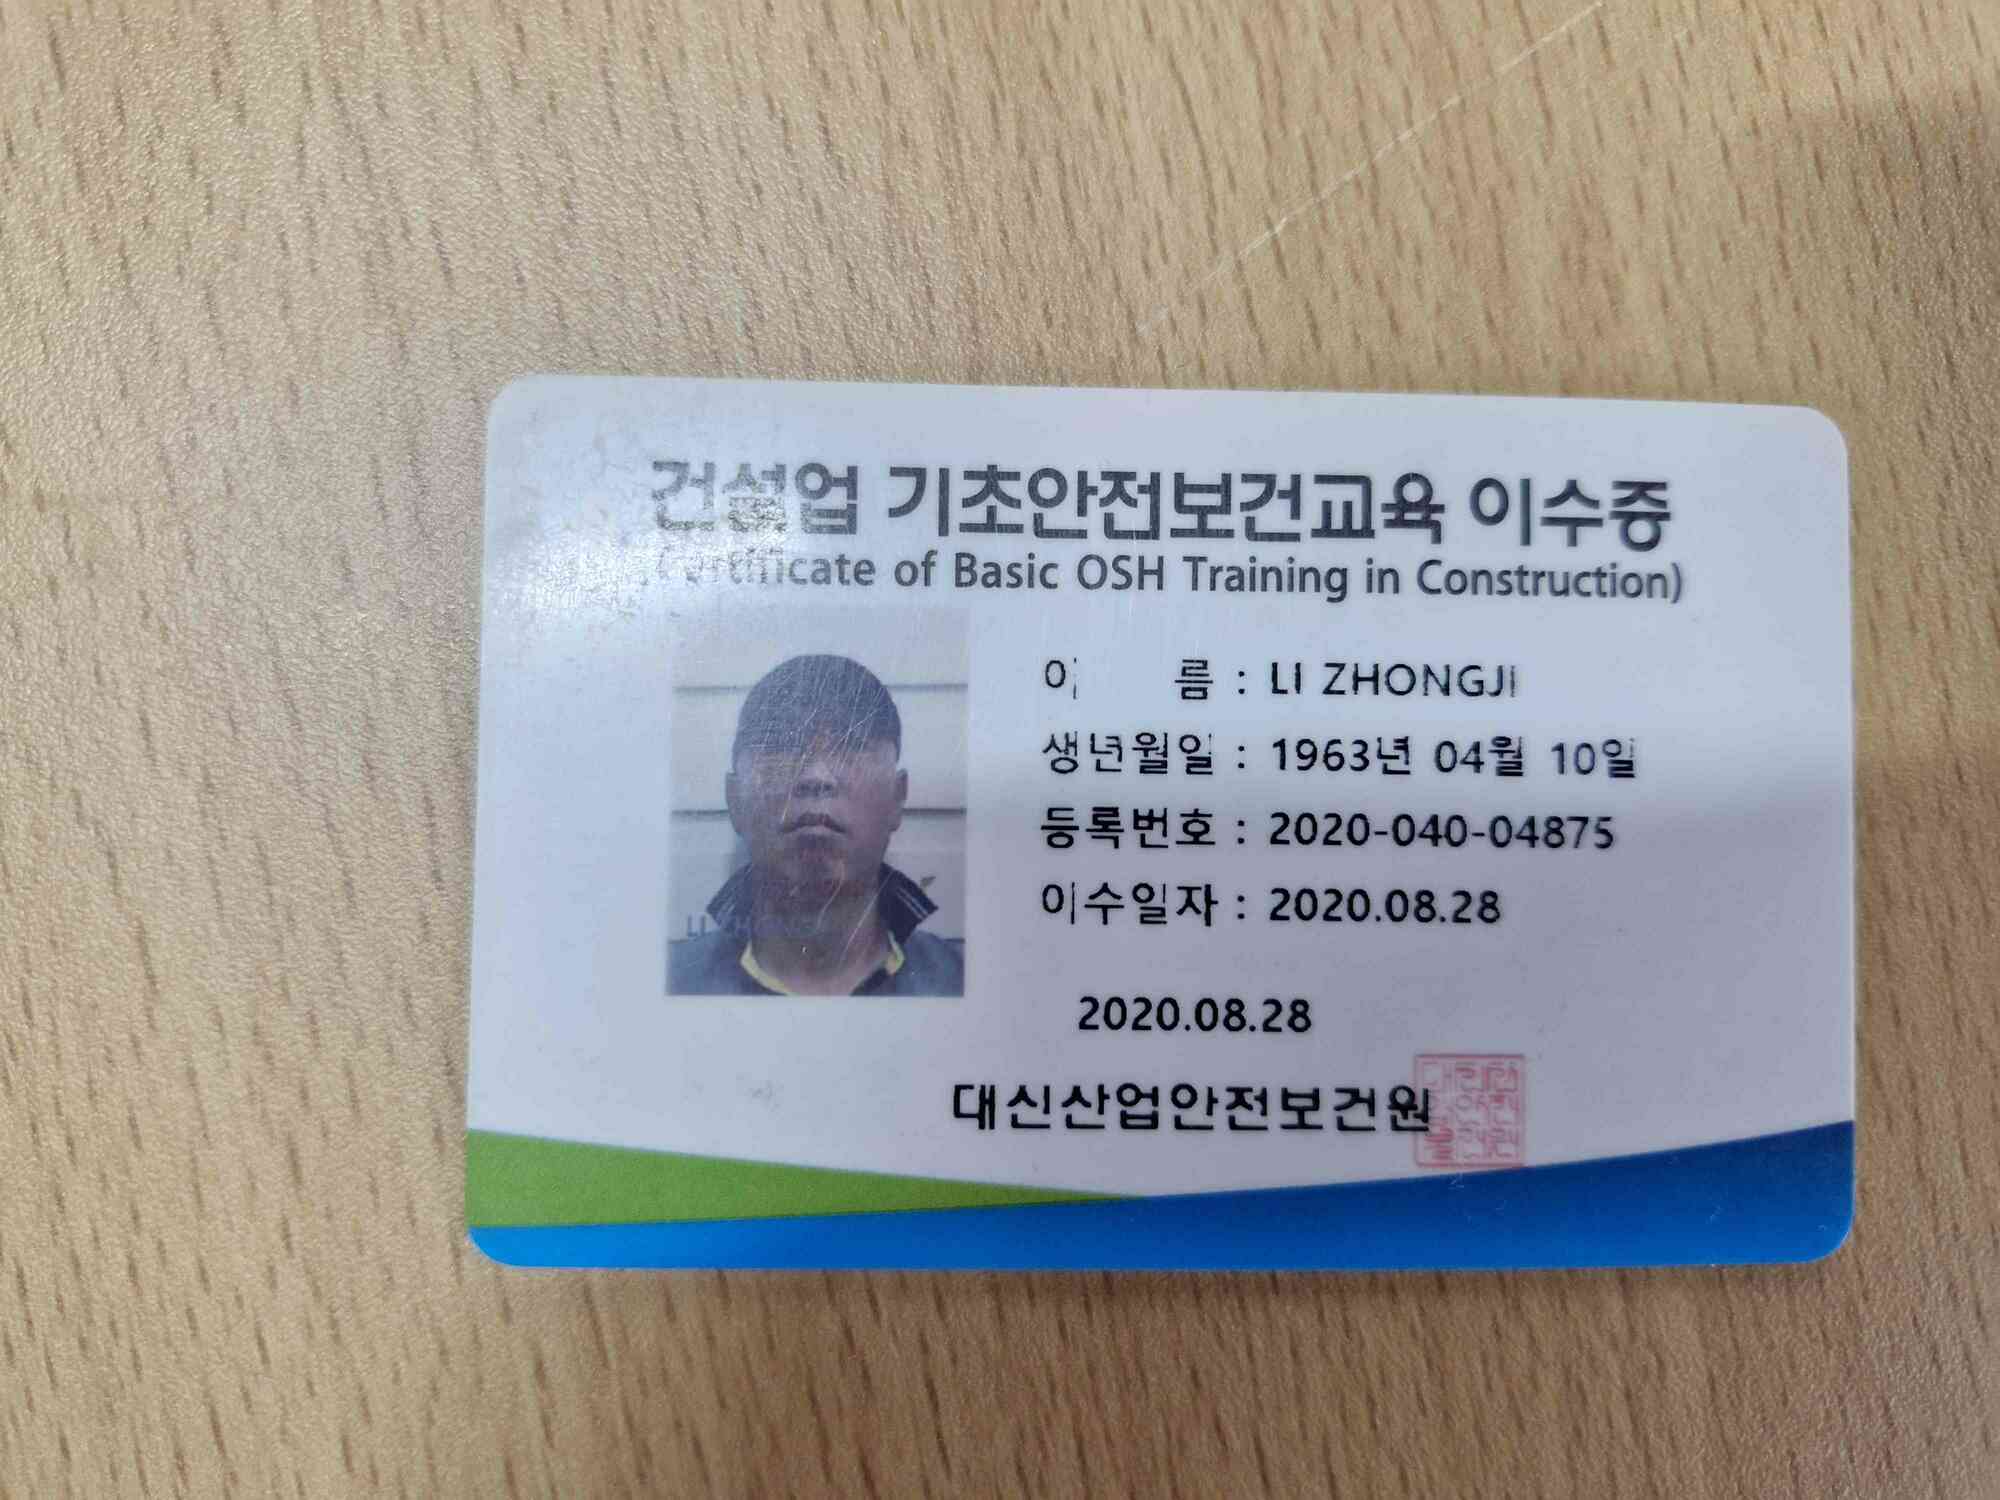 건설업 기초안전보건교육 이수증
(Certificate of Basic OSH Training in Construction)
이 름 : LI ZHONGJI
생년월일 : 1963년 04월 10일
등록번호 : 2020-040-04875
이수일자 : 2020.08.28
LI ZHONGJI
2020.08.28
대신산업안전보건원